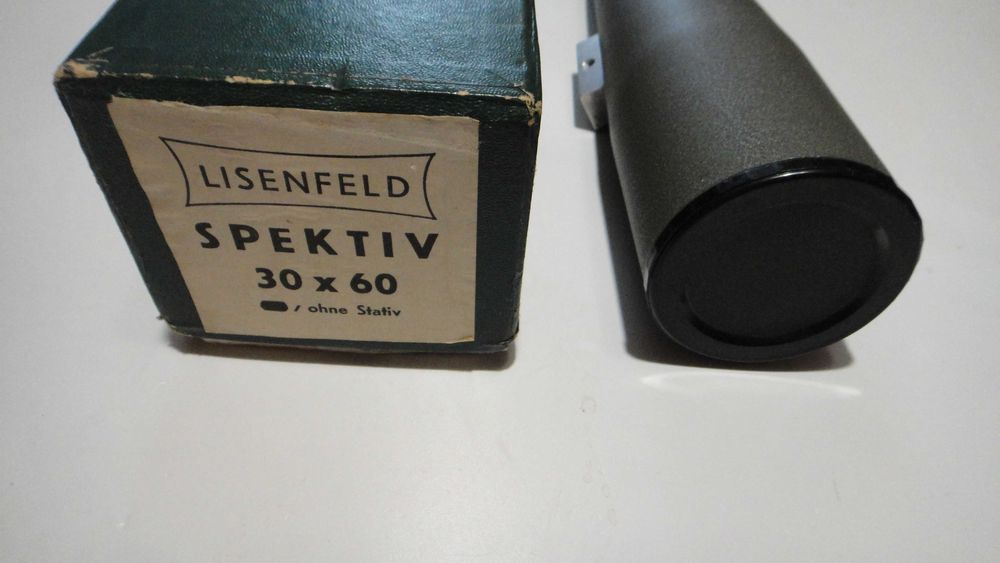 LISENFELD
SPEKTIV
30 x 60
/ ohne Stativ